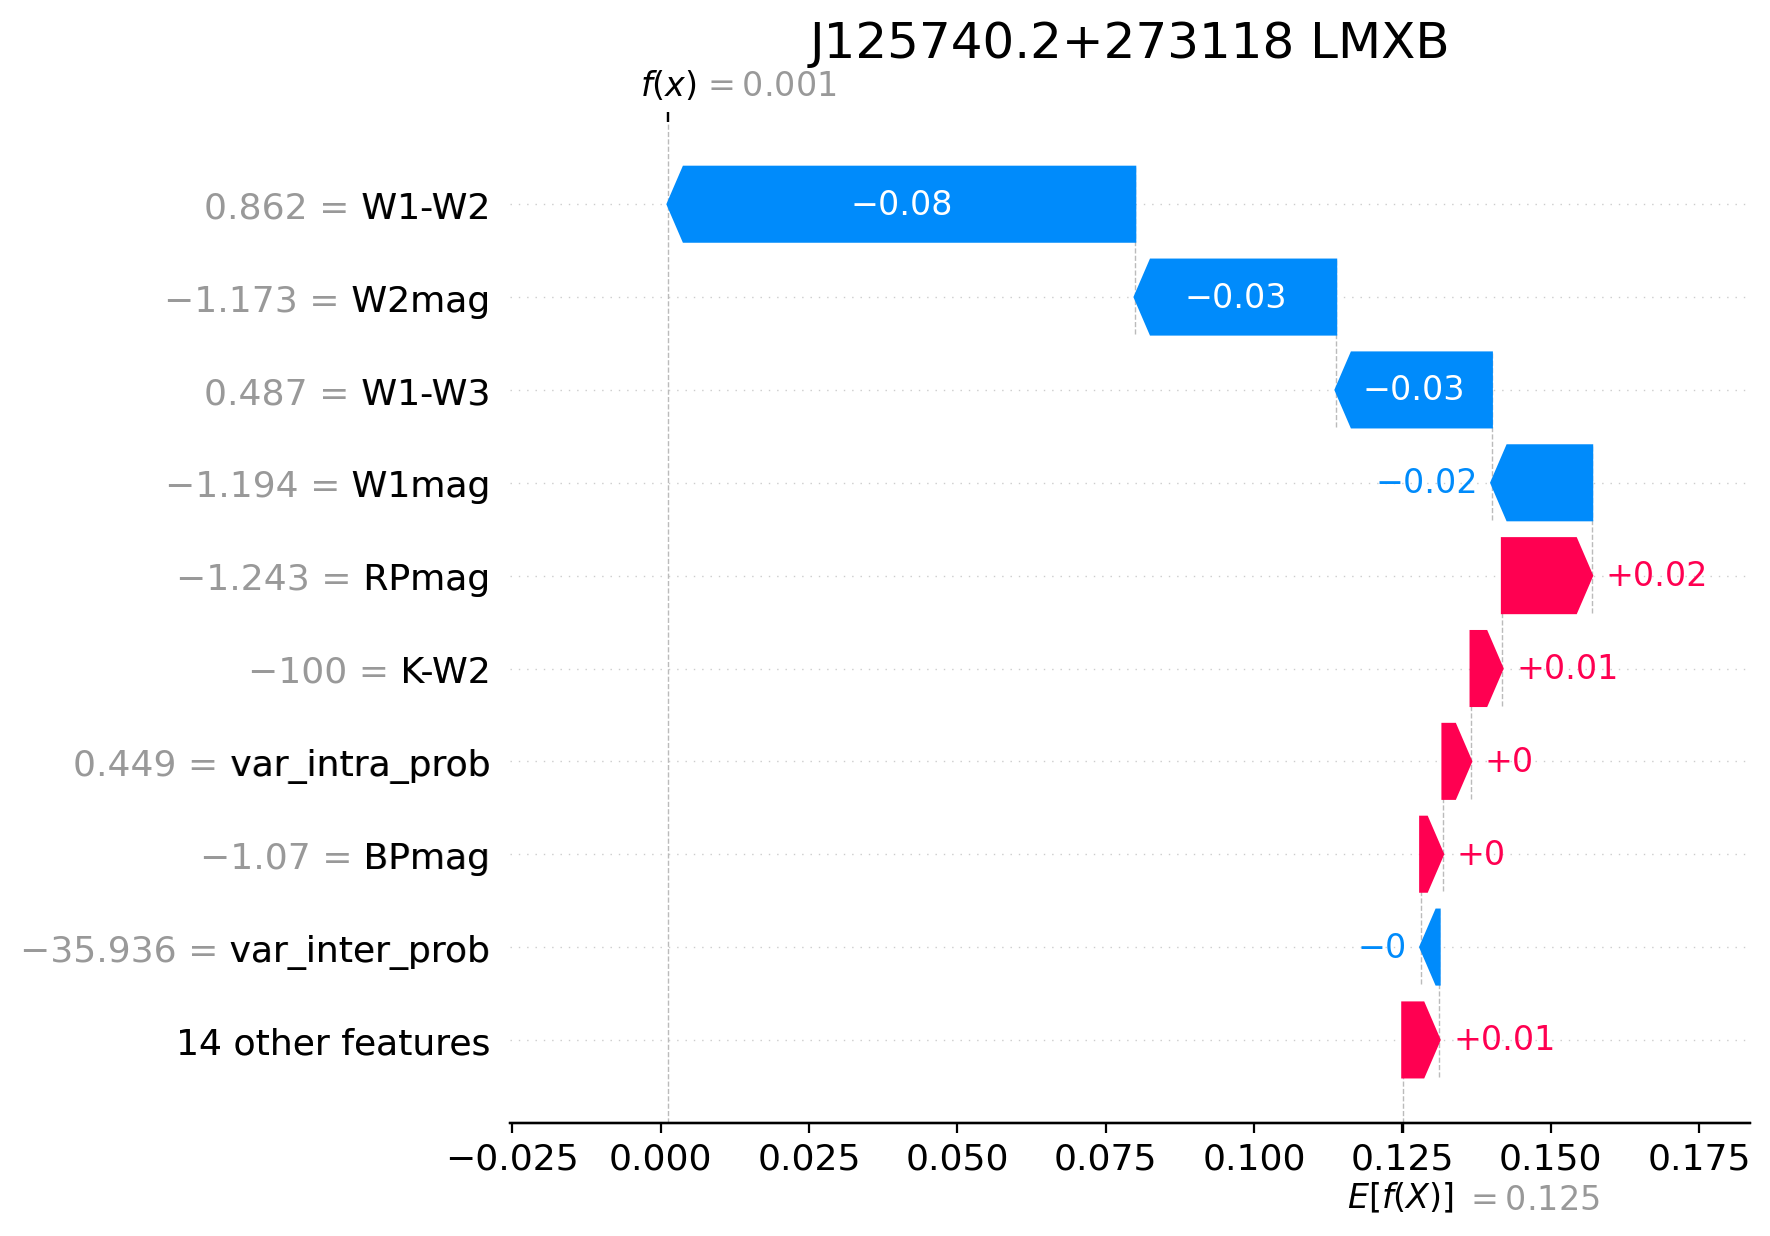 J125740.2+273118 LMXB
f(x) = 0.001
0.862 = W1-W2 −0.08
−1.173 = W2mag −0.03
0.487 = W1-W3 −0.03
−1.194 = W1mag −0.02
−1.243 = RPmag +0.02
−100 = K-W2 +0.01
0.449 = var_intra_prob +0
−1.07 = BPmag +0
−35.936 = var_inter_prob −0
14 other features +0.01
−0.025 0.000 0.025 0.050 0.075 0.100 0.125 0.150 0.175
E[f(X)] = 0.125